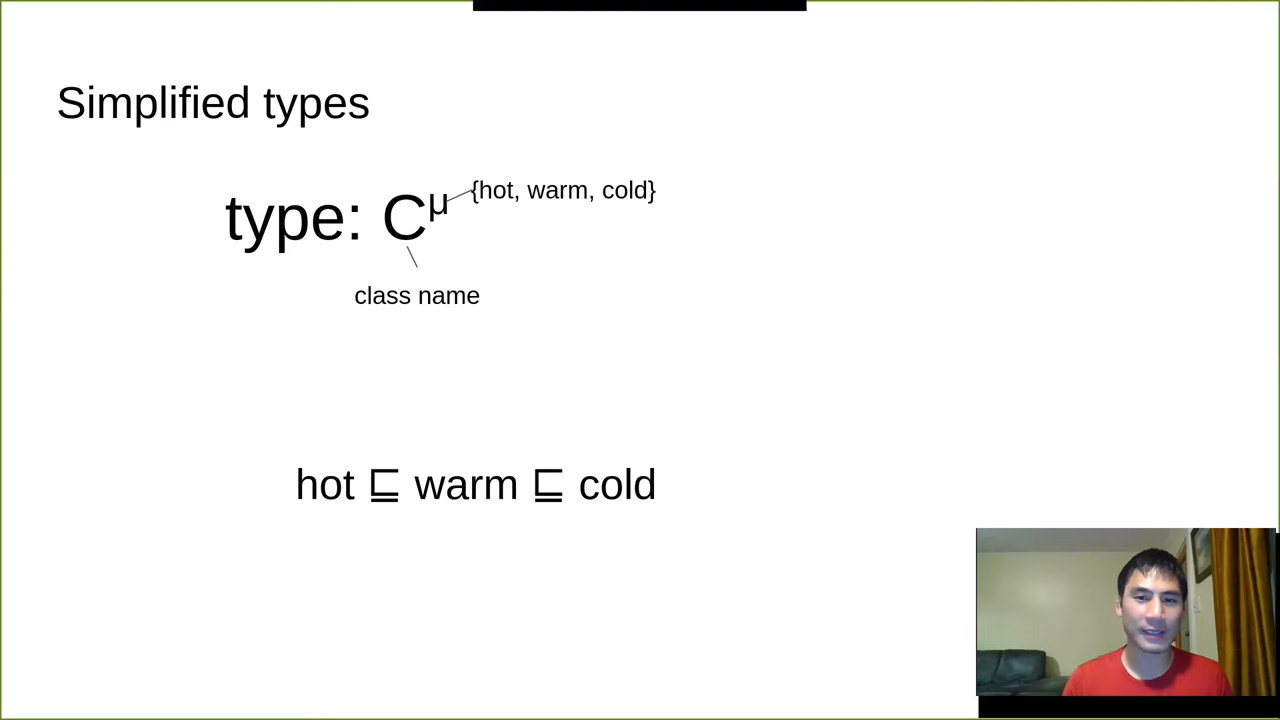 Simplified types
type: C^μ
{hot, warm, cold}
class name
hot ⊑ warm ⊑ cold